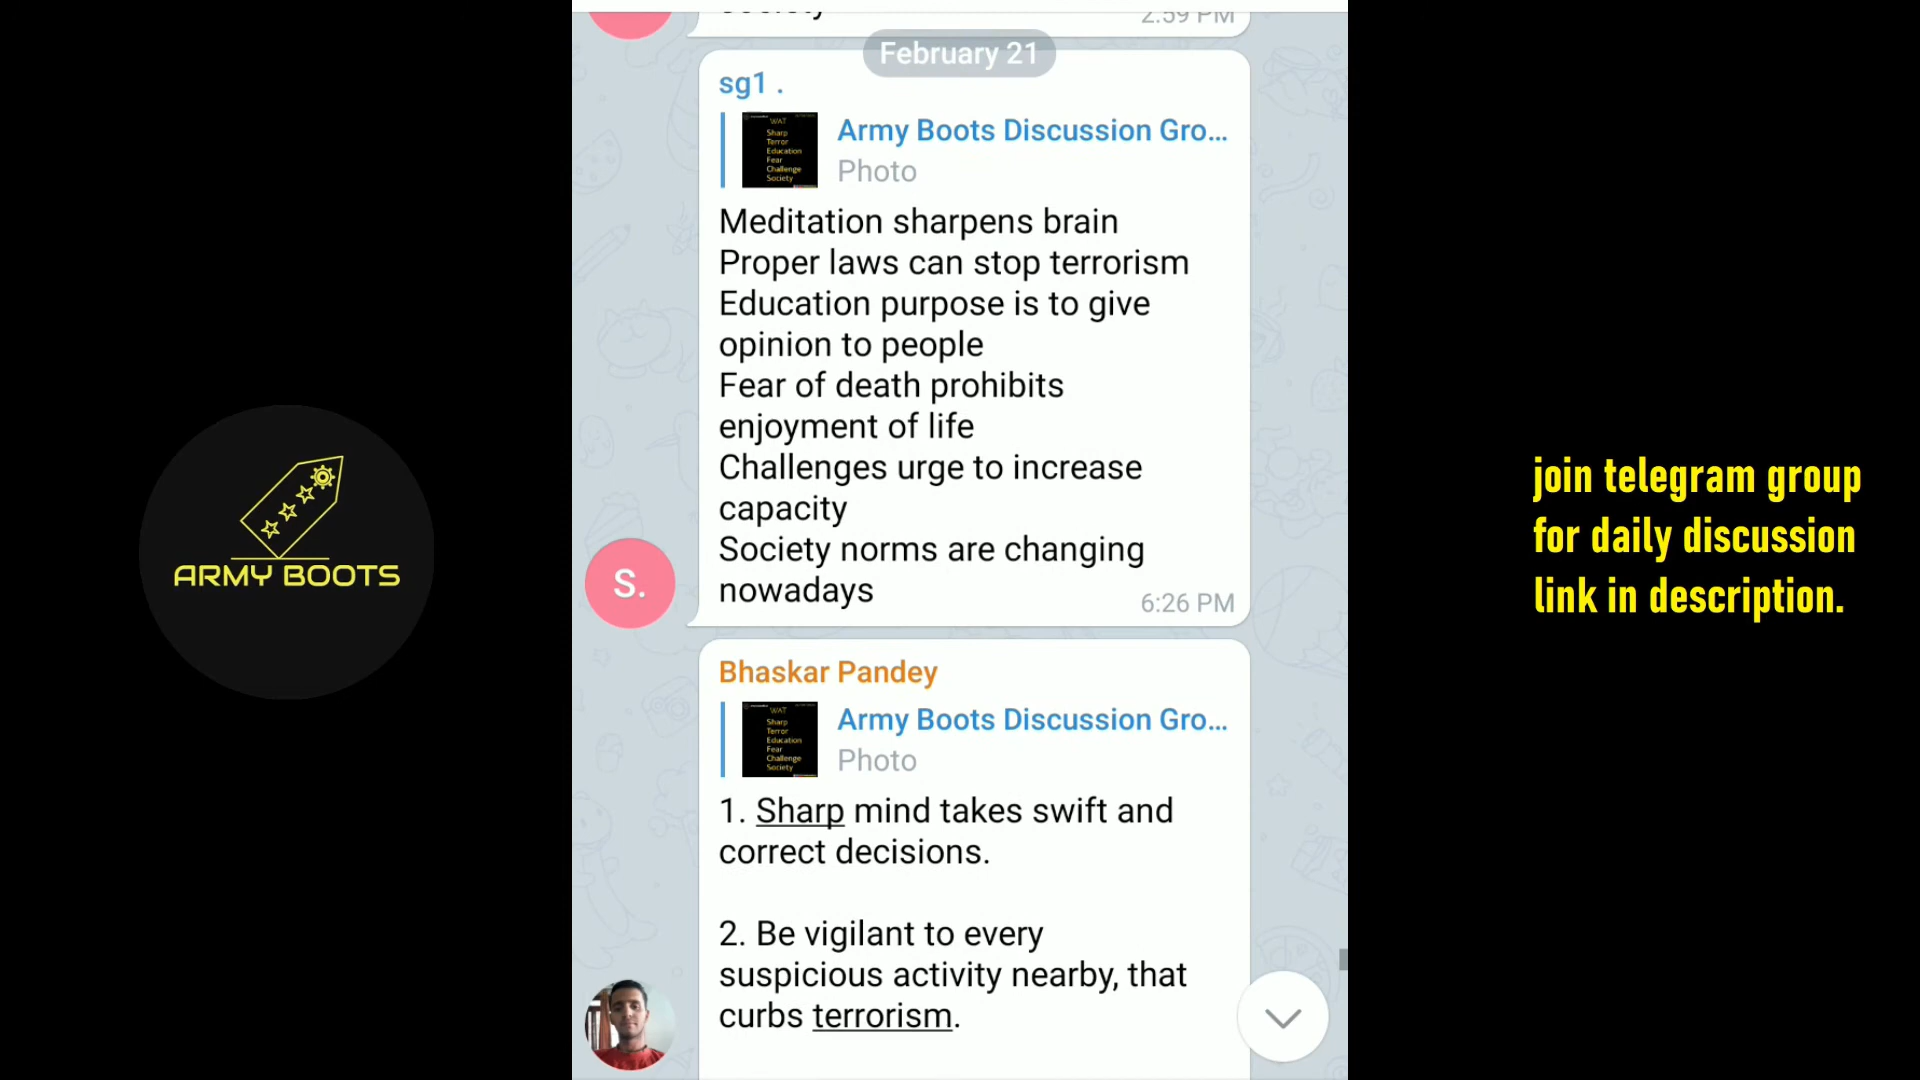 Society
2:59 PM
February 21
sg1 .
WAT
Sharp
Terror
Education
Fear
Challenge
Society
Army Boots Discussion Gro...
Photo
Meditation sharpens brain
Proper laws can stop terrorism
Education purpose is to give
opinion to people
Fear of death prohibits
enjoyment of life
Challenges urge to increase
capacity
Society norms are changing
nowadays
6:26 PM
S.
Bhaskar Pandey
WAT
Sharp
Terror
Education
Fear
Challenge
Society
Army Boots Discussion Gro...
Photo
1. Sharp mind takes swift and
correct decisions.
2. Be vigilant to every
suspicious activity nearby, that
curbs terrorism.
ARMY BOOTS
join telegram group
for daily discussion
link in description.